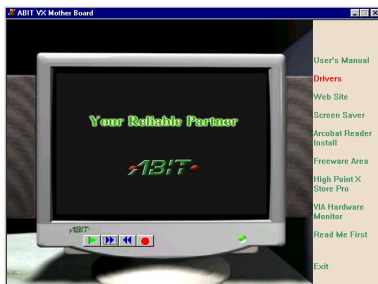 ABIT VX Mother Board
User's Manual
Drivers
Web Site
Your Reliable Partner
Screen Saver
Arcobat Reader
Install
ABIT
Freeware Area
High Point X
Store Pro
VIA Hardware
Monitor
ABIT
Read Me First
Exit